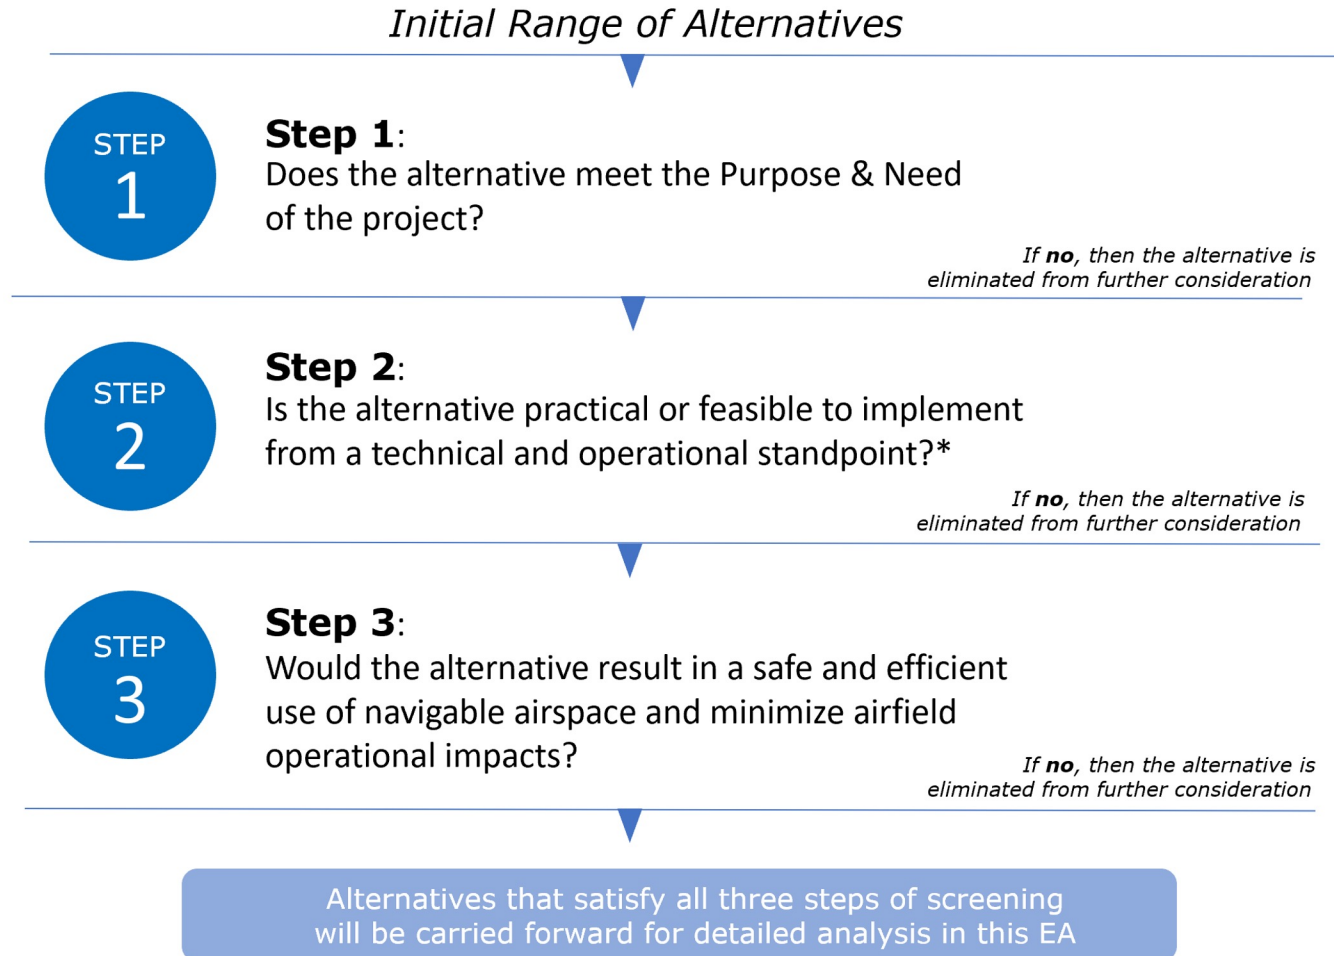 Initial Range of Alternatives
STEP
1
Step 1:
Does the alternative meet the Purpose & Need
of the project?
If no, then the alternative is
eliminated from further consideration
STEP
2
Step 2:
Is the alternative practical or feasible to implement
from a technical and operational standpoint?*
If no, then the alternative is
eliminated from further consideration
STEP
3
Step 3:
Would the alternative result in a safe and efficient
use of navigable airspace and minimize airfield
operational impacts?
If no, then the alternative is
eliminated from further consideration
Alternatives that satisfy all three steps of screening
will be carried forward for detailed analysis in this EA